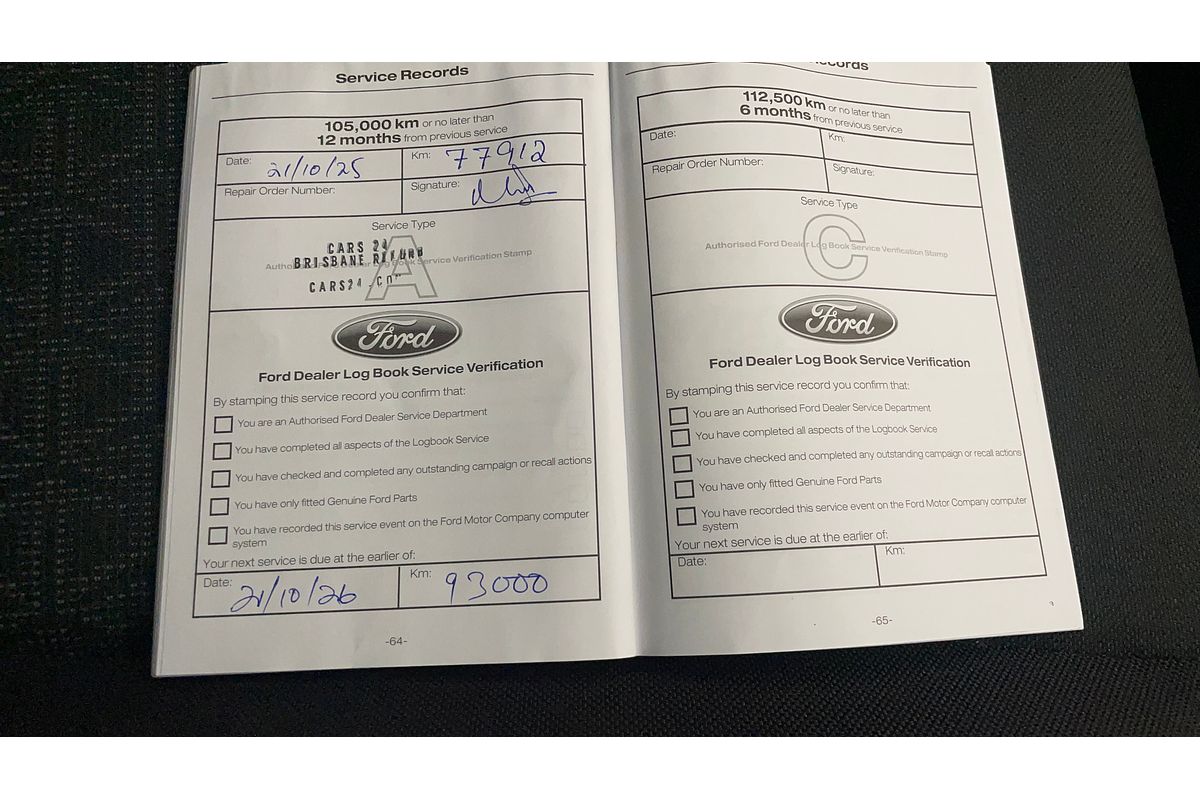 Service Records
105,000 km or no later than
12 months from previous service
Date: 21/10/25
Km: 77912
Repair Order Number:
Signature:
Service Type
A
CARS 24
BRISBANE
CARS24
Authorised Ford Dealer Log Book Service Verification Stamp
Ford
Ford Dealer Log Book Service Verification
By stamping this service record you confirm that:
You are an Authorised Ford Dealer Service Department
You have completed all aspects of the Logbook Service
You have checked and completed any outstanding campaign or recall actions
You have only fitted Genuine Ford Parts
You have recorded this service event on the Ford Motor Company computer
system
Your next service is due at the earlier of:
Date: 21/10/26
Km: 93000
-64-
Records
112,500 km or no later than
6 months from previous service
Date:
Km:
Repair Order Number:
Signature:
Service Type
C
Authorised Ford Dealer Log Book Service Verification Stamp
Ford
Ford Dealer Log Book Service Verification
By stamping this service record you confirm that:
You are an Authorised Ford Dealer Service Department
You have completed all aspects of the Logbook Service
You have checked and completed any outstanding campaign or recall actions
You have only fitted Genuine Ford Parts
You have recorded this service event on the Ford Motor Company computer
system
Your next service is due at the earlier of:
Date:
Km:
-65-